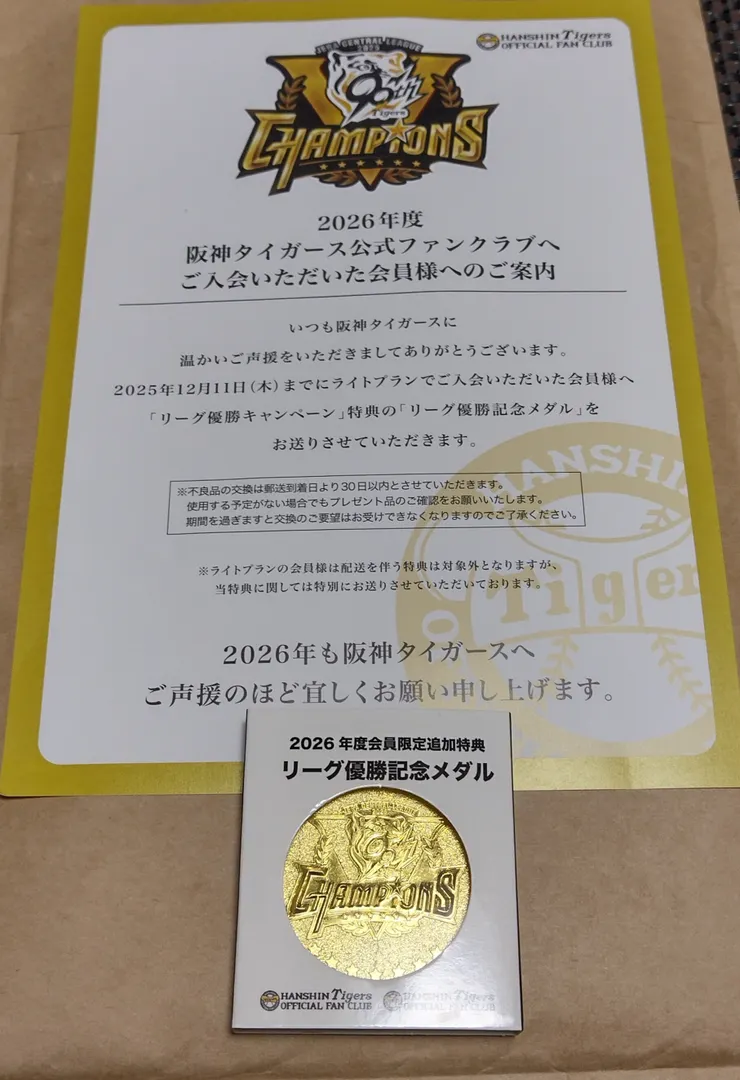 JERA CENTRAL LEAGUE
2025
90th
Tigers
CHAMPIONS
HANSHIN Tigers
OFFICIAL FAN CLUB
2026年度
阪神タイガース公式ファンクラブへ
ご入会いただいた会員様へのご案内
いつも阪神タイガースに
温かいご声援をいただきましてありがとうございます。
2025年12月11日(木)までにライトプランでご入会いただいた会員様へ
「リーグ優勝キャンペーン」特典の「リーグ優勝記念メダル」を
お送りさせていただきます。
※不良品の交換は郵送到着日より30日以内とさせていただきます。
使用する予定がない場合でもプレゼント品のご確認をお願いいたします。
期間を過ぎますと交換のご要望はお受けできなくなりますのでご了承ください。
※ライトプランの会員様は配送を伴う特典は対象外となりますが、
当特典に関しては特別にお送りさせていただいております。
HANSHIN
Tigers
2026年も阪神タイガースへ
ご声援のほど宜しくお願い申し上げます。
2026年度会員限定追加特典
リーグ優勝記念メダル
CHAMPIONS
HANSHIN Tigers
OFFICIAL FAN CLUB
HANSHIN Tigers
OFFICIAL FAN CLUB